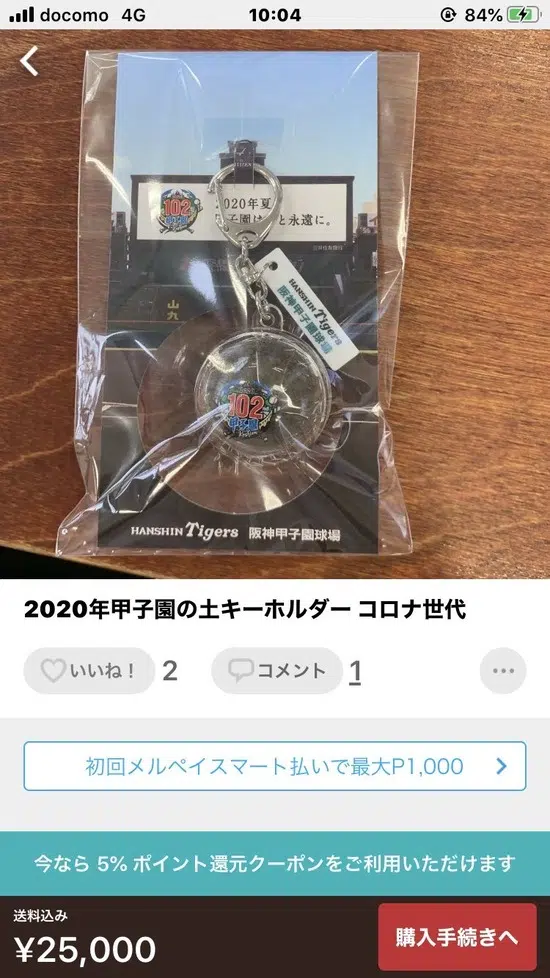 docomo 4G
10:04
84%
102
甲子園
2020年夏
子園は
と永遠に。
山
九
HANSHIN Tigers
阪神甲子園球場
102
甲子園
HANSHIN Tigers 阪神甲子園球場
2020年甲子園の土キーホルダー コロナ世代
いいね! 2
コメント 1
初回メルペイスマート払いで最大P1,000
今なら 5% ポイント還元クーポンをご利用いただけます
送料込み
¥25,000
購入手続きへ